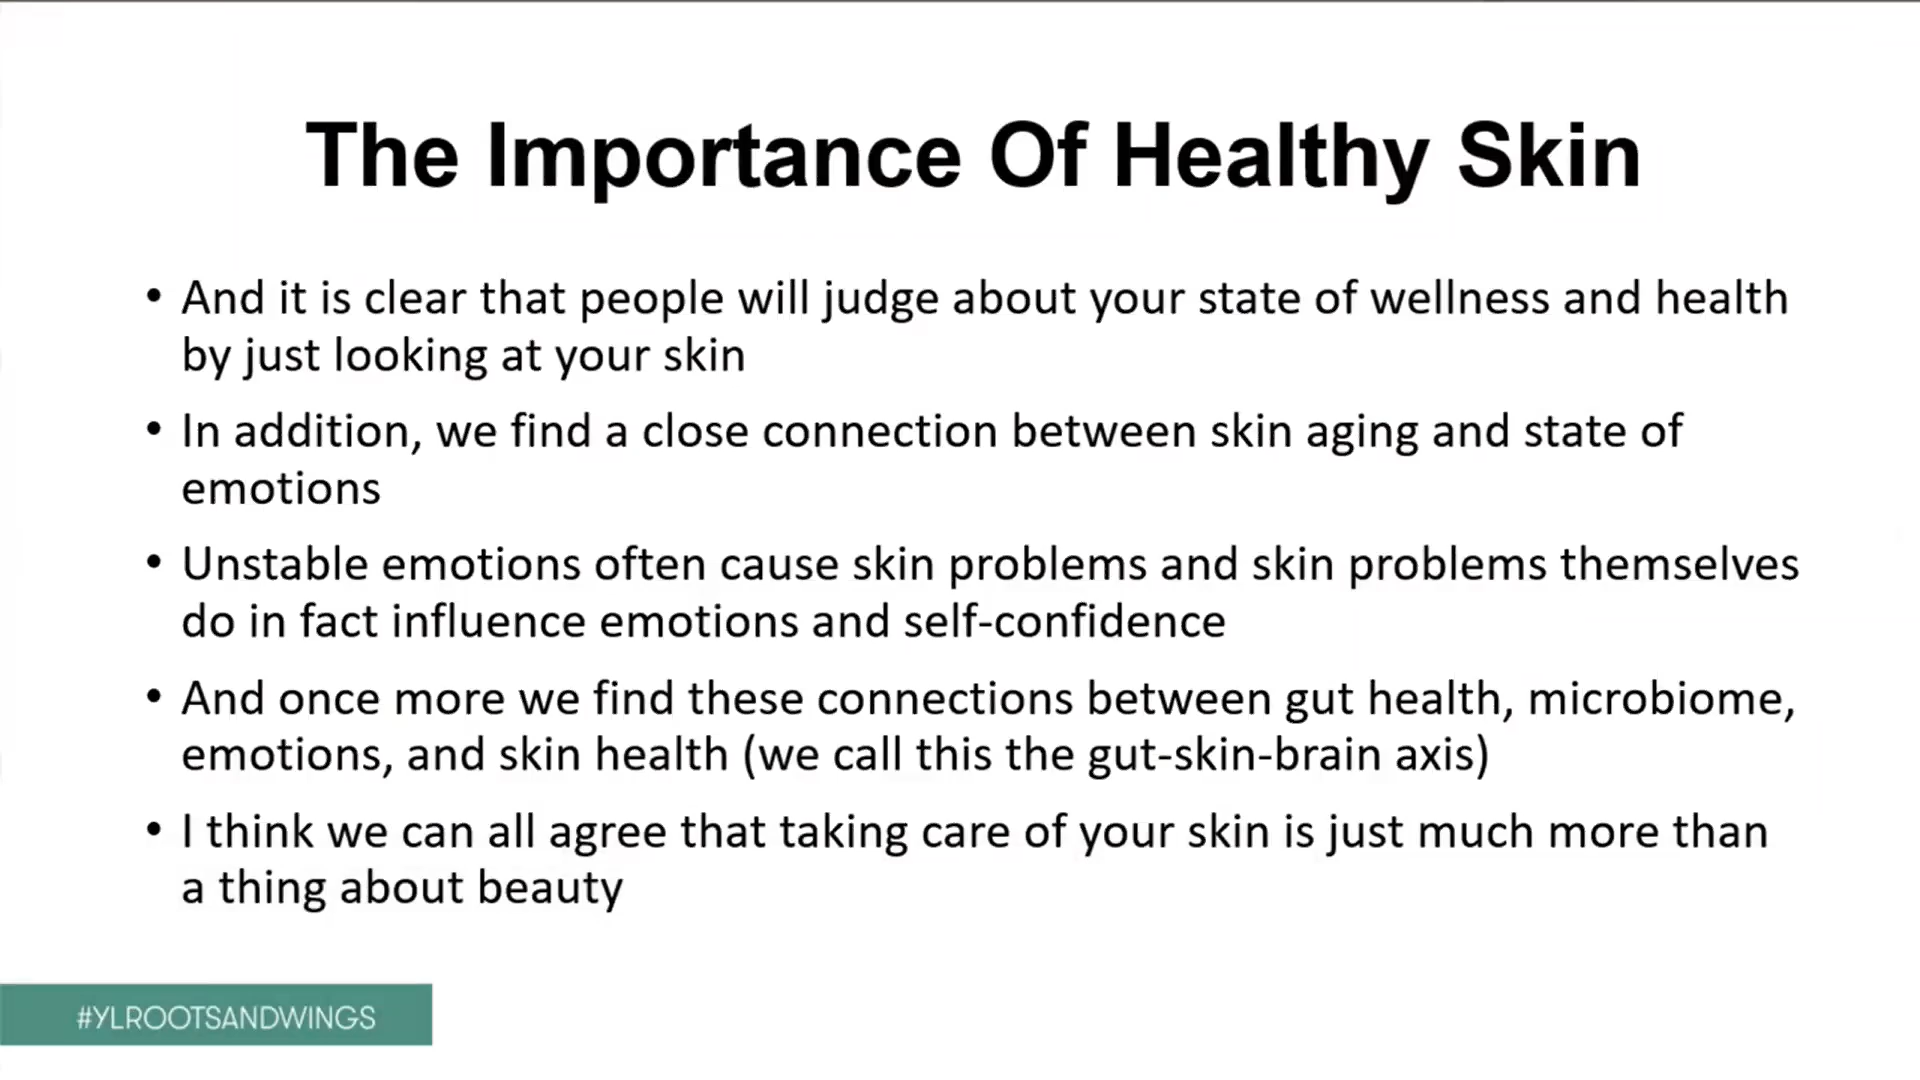 The Importance Of Healthy Skin
• And it is clear that people will judge about your state of wellness and health
by just looking at your skin
• In addition, we find a close connection between skin aging and state of
emotions
• Unstable emotions often cause skin problems and skin problems themselves
do in fact influence emotions and self-confidence
• And once more we find these connections between gut health, microbiome,
emotions, and skin health (we call this the gut-skin-brain axis)
• I think we can all agree that taking care of your skin is just much more than
a thing about beauty
#YLROOTSANDWINGS